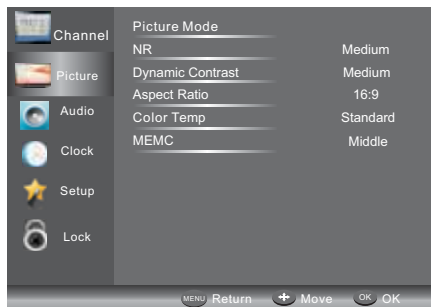 Channel
Picture
Audio
Clock
Setup
Lock
Picture Mode
NR Medium
Dynamic Contrast Medium
Aspect Ratio 16:9
Color Temp Standard
MEMC Middle
MENU Return Move OK OK